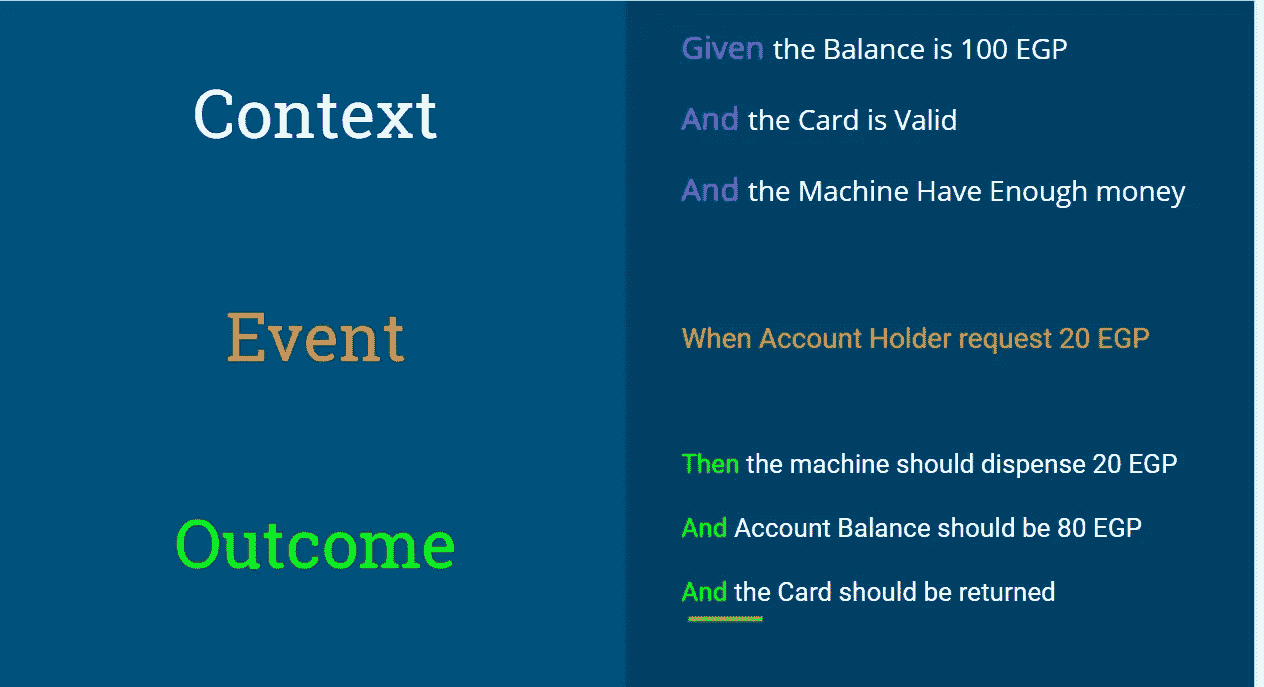 Context
Given the Balance is 100 EGP
And the Card is Valid
And the Machine Have Enough money
Event
When Account Holder request 20 EGP
Outcome
Then the machine should dispense 20 EGP
And Account Balance should be 80 EGP
And the Card should be returned